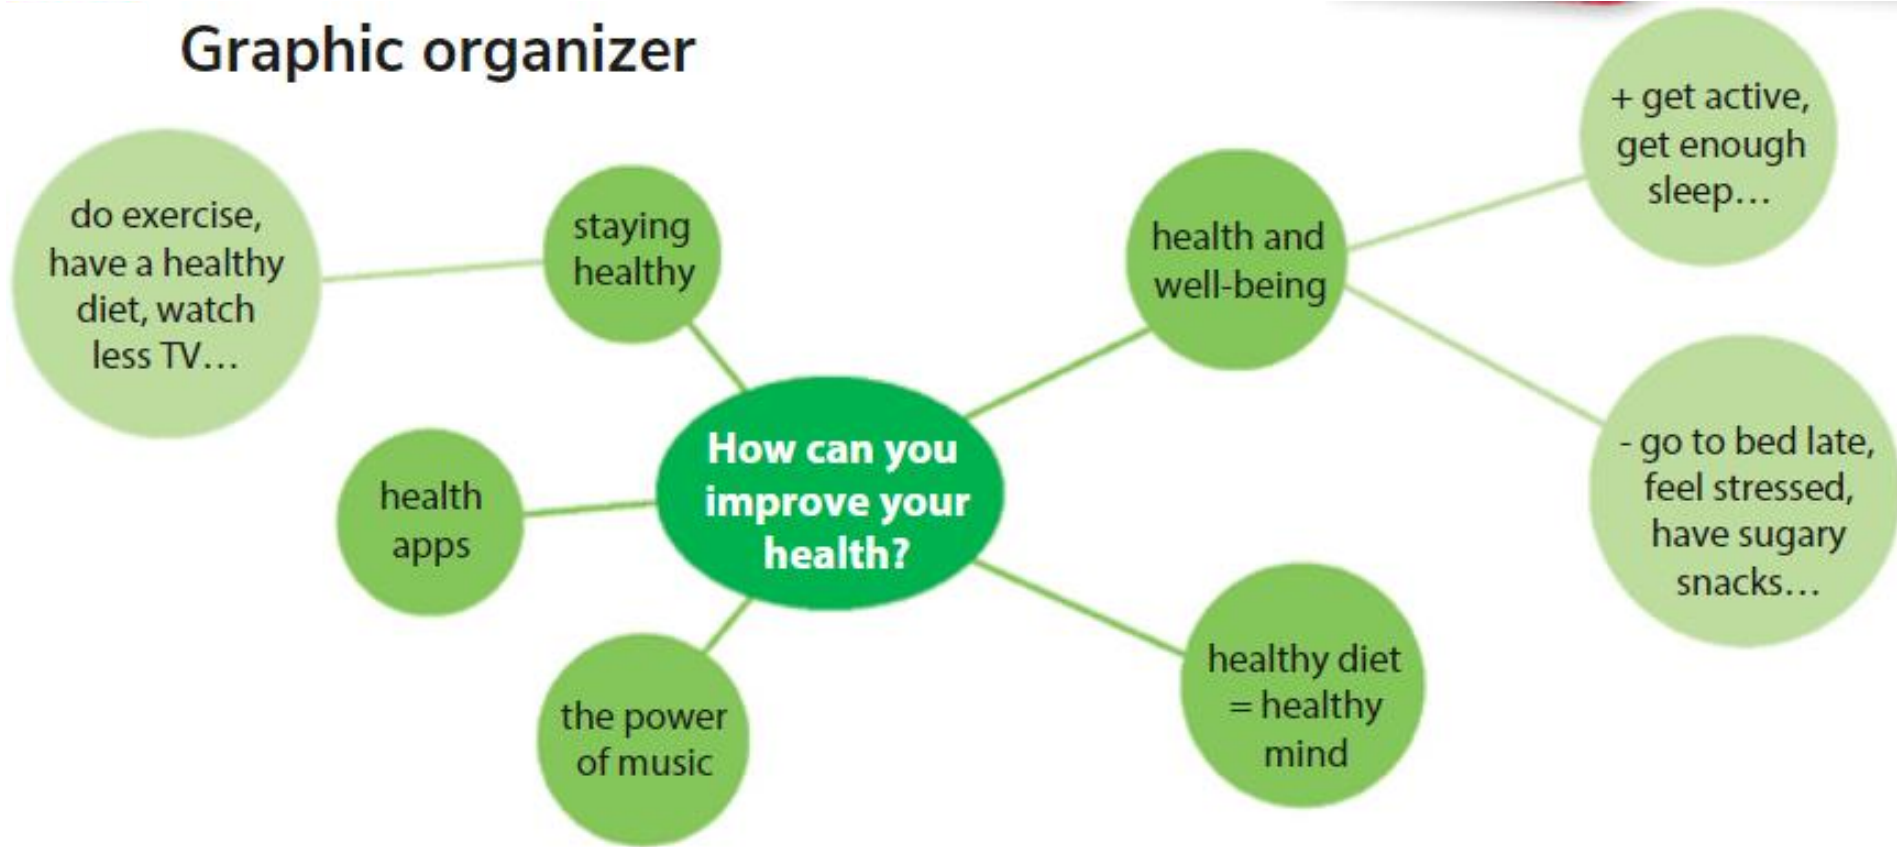 Graphic organizer
do exercise,
have a healthy
diet, watch
less TV…
staying
healthy
health and
well-being
+ get active,
get enough
sleep…
- go to bed late,
feel stressed,
have sugary
snacks…
How can you
improve your
health?
health
apps
the power
of music
healthy diet
= healthy
mind